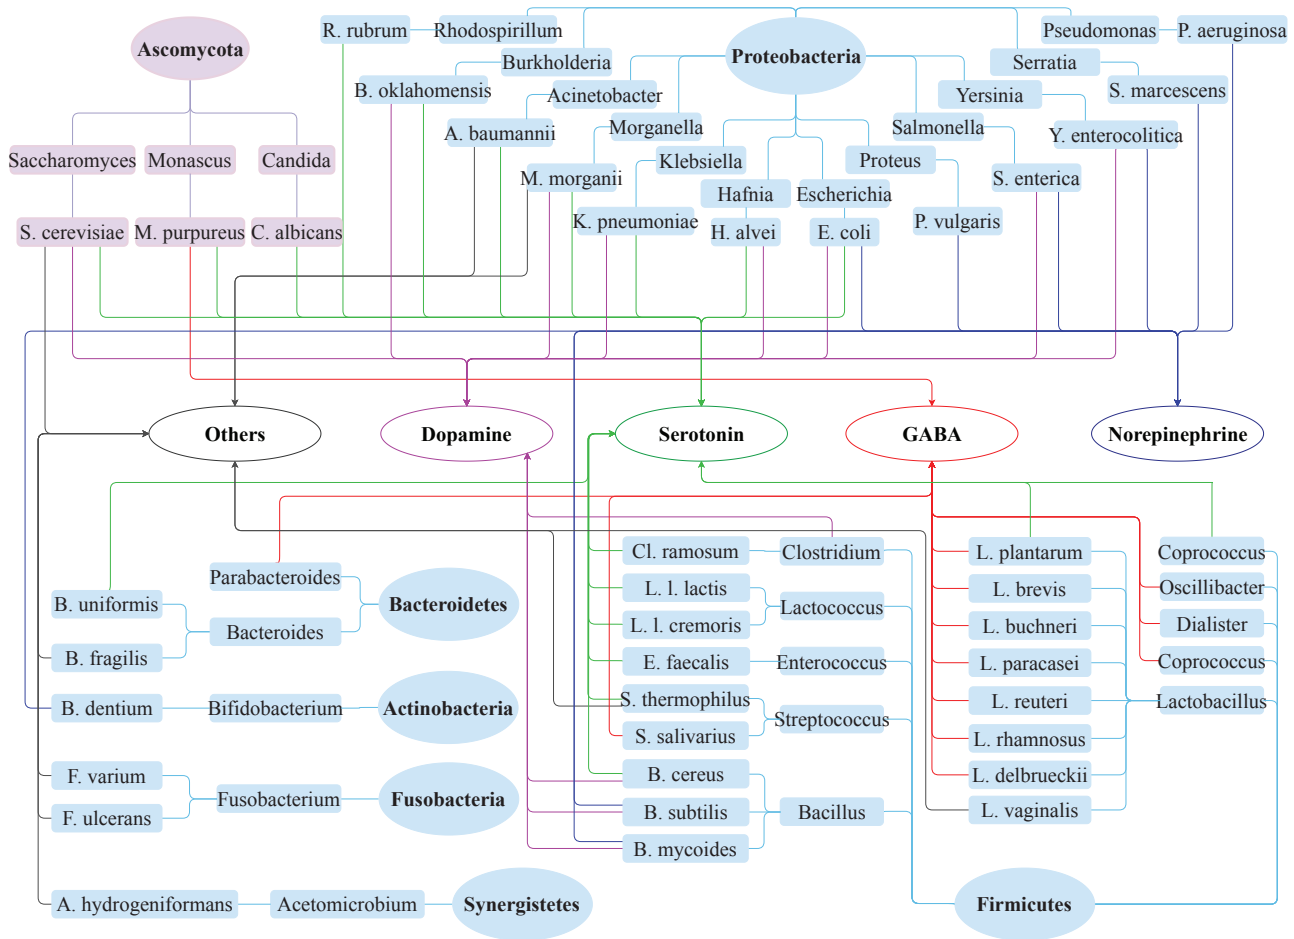 R. rubrum
Rhodospirillum
Pseudomonas
P. aeruginosa
Ascomycota
Proteobacteria
Burkholderia
Serratia
B. oklahomensis
Acinetobacter
Yersinia
S. marcescens
A. baumannii
Morganella
Salmonella
Y. enterocolitica
Saccharomyces
Monascus
Candida
Klebsiella
Proteus
M. morganii
Hafnia
Escherichia
S. enterica
S. cerevisiae
M. purpureus
C. albicans
K. pneumoniae
H. alvei
E. coli
P. vulgaris
Others
Dopamine
Serotonin
GABA
Norepinephrine
Cl. ramosum
Clostridium
L. plantarum
Coprococcus
Parabacteroides
L. l. lactis
L. brevis
Oscillibacter
B. uniformis
Bacteroidetes
Lactococcus
Bacteroides
L. l. cremoris
L. buchneri
Dialister
B. fragilis
E. faecalis
Enterococcus
L. paracasei
Coprococcus
B. dentium
Bifidobacterium
Actinobacteria
S. thermophilus
Streptococcus
L. reuteri
Lactobacillus
S. salivarius
L. rhamnosus
F. varium
B. cereus
L. delbrueckii
Fusobacterium
Fusobacteria
F. ulcerans
B. subtilis
Bacillus
L. vaginalis
B. mycoides
A. hydrogeniformans
Acetomicrobium
Synergistetes
Firmicutes